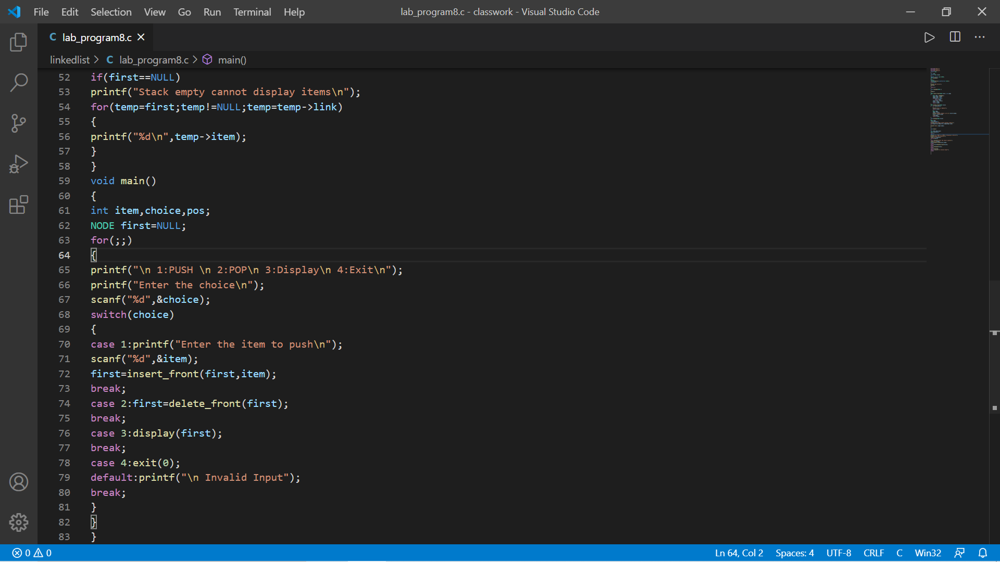 File Edit Selection View Go Run Terminal Help lab_program8.c - classwork - Visual Studio Code
C lab_program8.c
linkedlist > C lab_program8.c > main()
52 if(first==NULL)
53 printf("Stack empty cannot display items\n");
54 for(temp=first;temp!=NULL;temp=temp->link)
55 {
56 printf("%d\n",temp->item);
57 }
58 }
59 void main()
60 {
61 int item,choice,pos;
62 NODE first=NULL;
63 for(;;)
64 {
65 printf("\n 1:PUSH \n 2:POP\n 3:Display\n 4:Exit\n");
66 printf("Enter the choice\n");
67 scanf("%d",&choice);
68 switch(choice)
69 {
70 case 1:printf("Enter the item to push\n");
71 scanf("%d",&item);
72 first=insert_front(first,item);
73 break;
74 case 2:first=delete_front(first);
75 break;
76 case 3:display(first);
77 break;
78 case 4:exit(0);
79 default:printf("\n Invalid Input");
80 break;
81 }
82 }
83 }
0 0 Ln 64, Col 2 Spaces: 4 UTF-8 CRLF C Win32